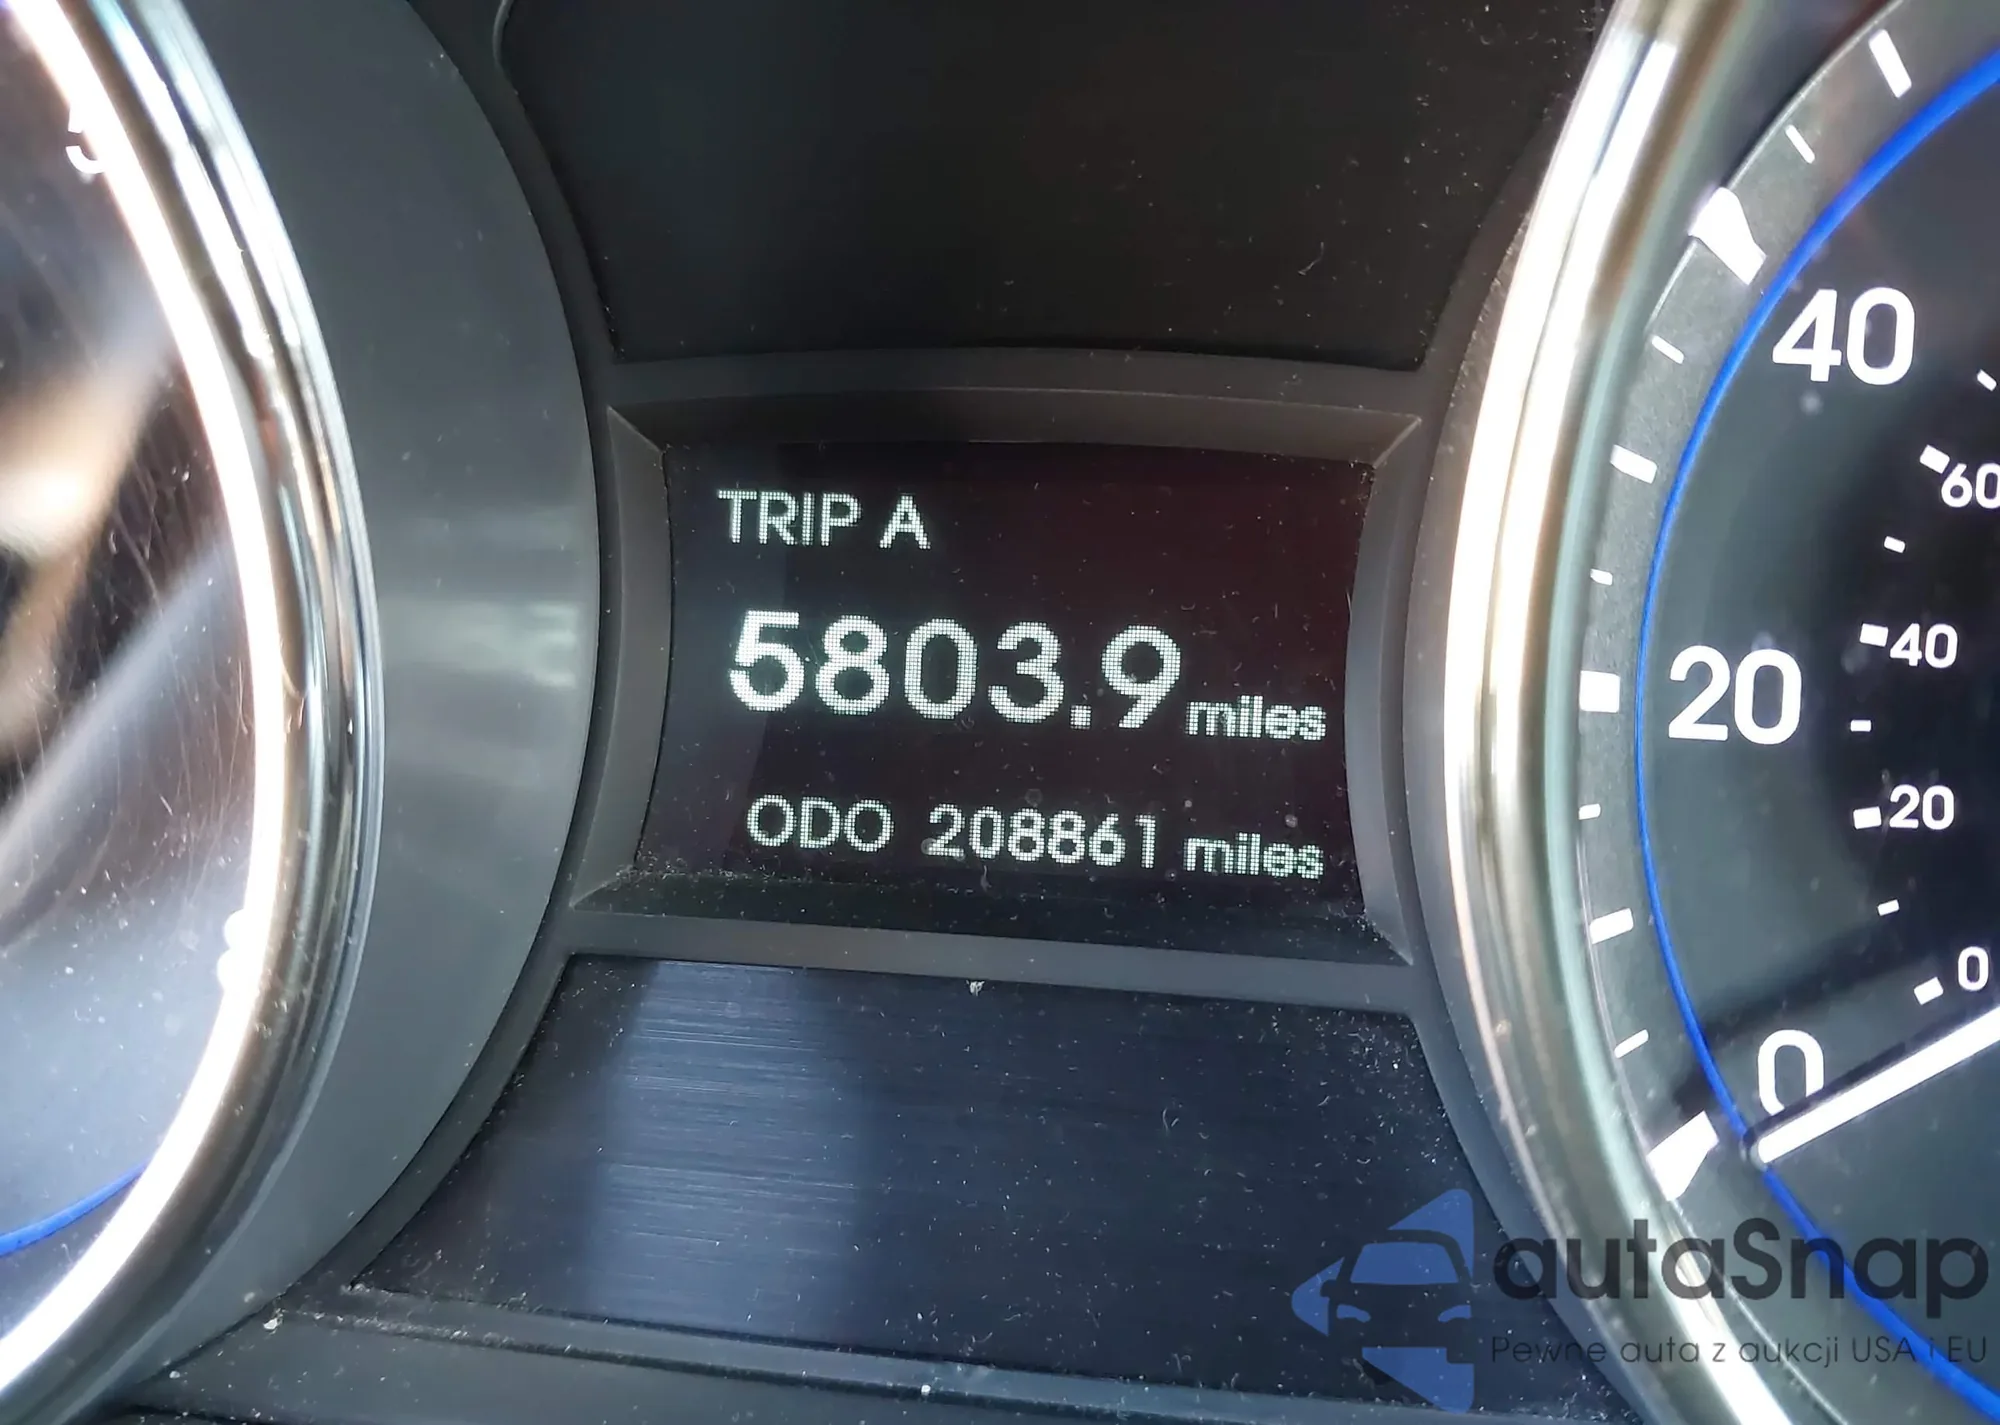 TRIP A
5803.9 miles
ODO 208861 miles
40
20
0
60
40
20
0
5
autaSnap
Pewne auta z aukcji USA i EU